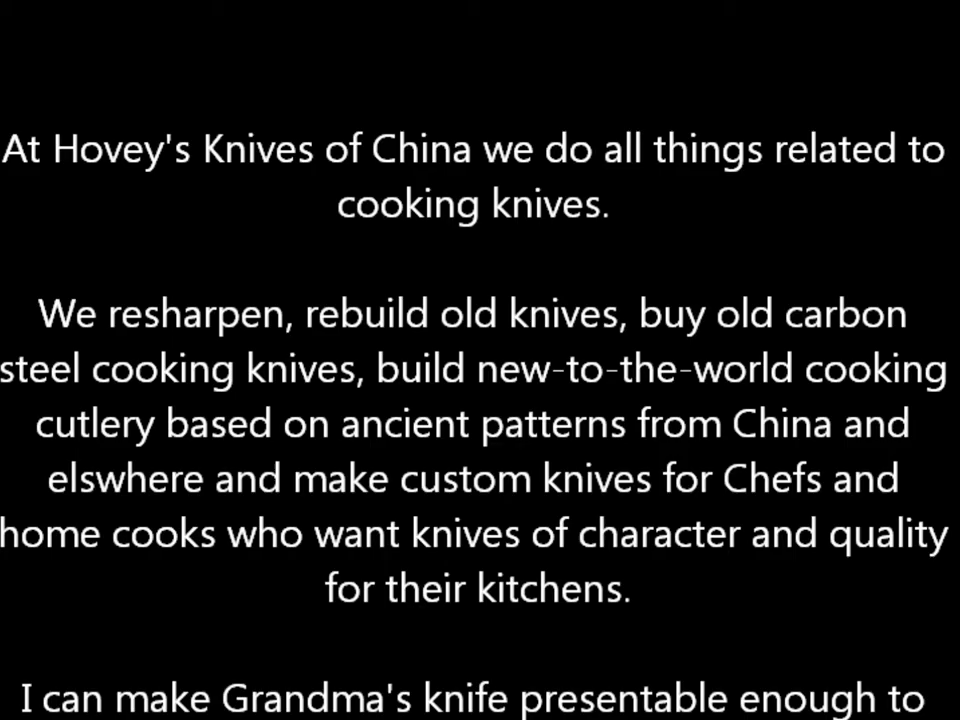 At Hovey's Knives of China we do all things related to
cooking knives.
We resharpen, rebuild old knives, buy old carbon
steel cooking knives, build new-to-the-world cooking
cutlery based on ancient patterns from China and
elswhere and make custom knives for Chefs and
home cooks who want knives of character and quality
for their kitchens.
I can make Grandma's knife presentable enough to